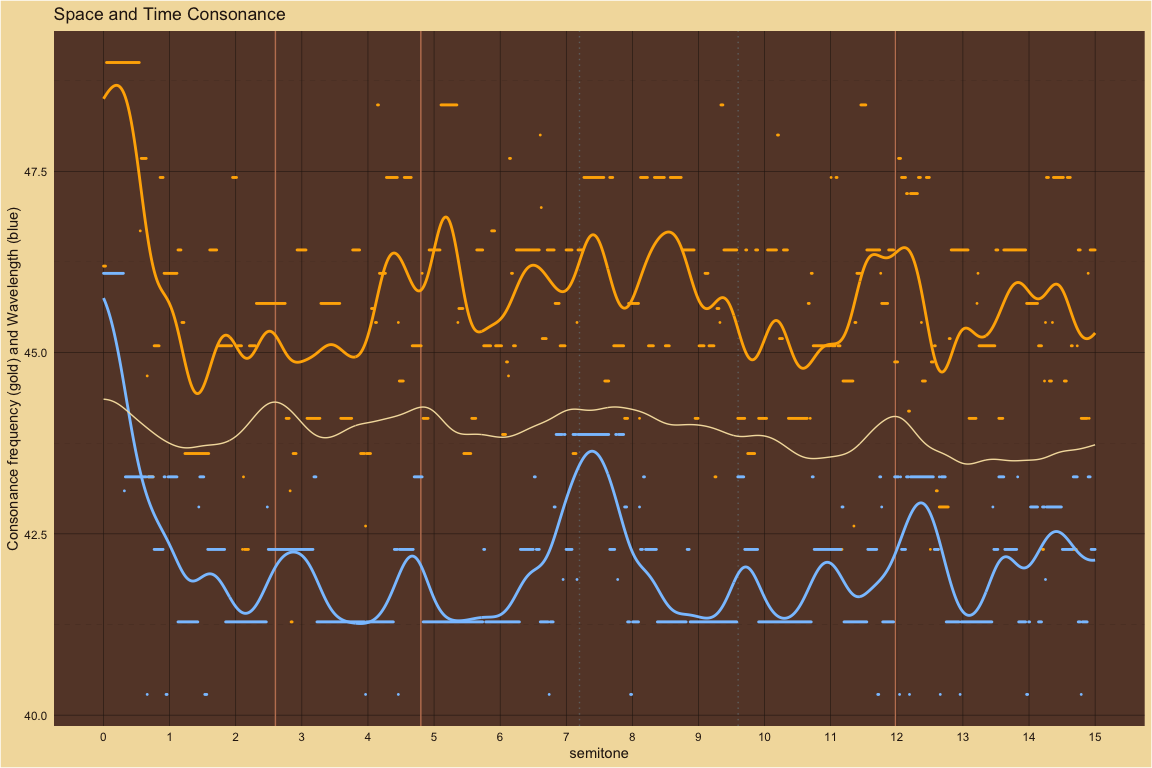 Space and Time Consonance
Consonance frequency (gold) and Wavelength (blue)
47.5
45.0
42.5
40.0
0 1 2 3 4 5 6 7 8 9 10 11 12 13 14 15
semitone